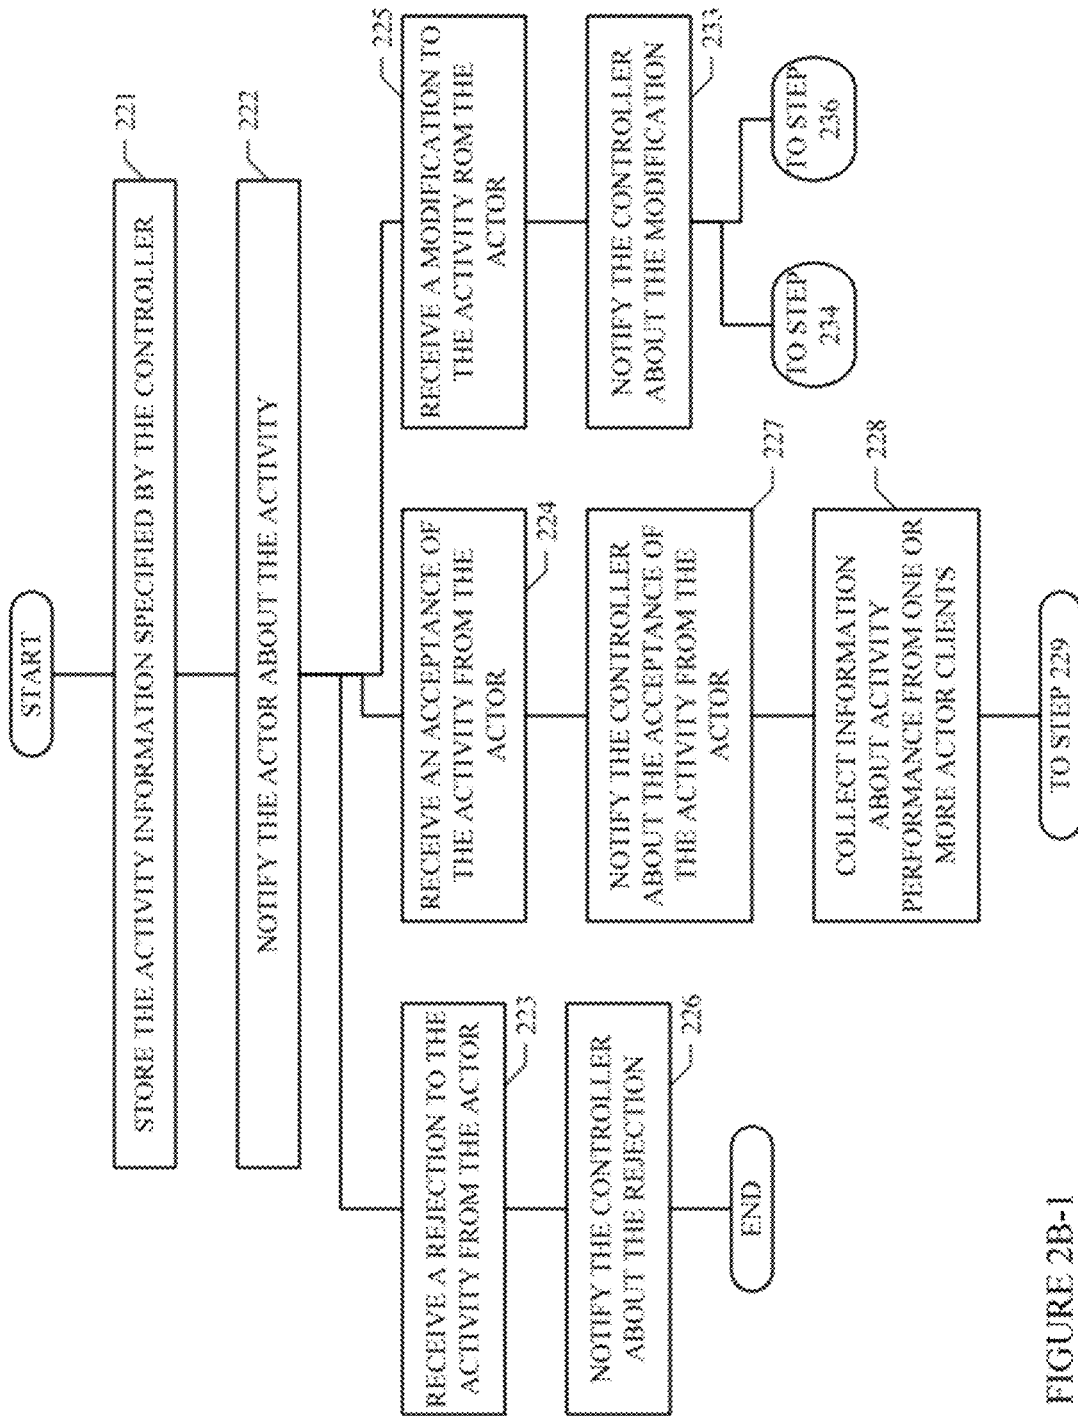 START
221
STORE THE ACTIVITY INFORMATION SPECIFIED BY THE CONTROLLER
222
NOTIFY THE ACTOR ABOUT THE ACTIVITY
RECEIVE A REJECTION TO THE
ACTIVITY FROM THE ACTOR
223
NOTIFY THE CONTROLLER
ABOUT THE REJECTION
226
END
RECEIVE AN ACCEPTANCE OF
THE ACTIVITY FROM THE
ACTOR
224
NOTIFY THE CONTROLLER
ABOUT THE ACCEPTANCE OF
THE ACTIVITY FROM THE
ACTOR
227
COLLECT INFORMATION
ABOUT ACTIVITY
PERFORMANCE FROM ONE OR
MORE ACTOR CLIENTS
228
TO STEP 229
RECEIVE A MODIFICATION TO
THE ACTIVITY ROM THE
ACTOR
225
NOTIFY THE CONTROLLER
ABOUT THE MODIFICATION
233
TO STEP
234
TO STEP
236
FIGURE 2B-1